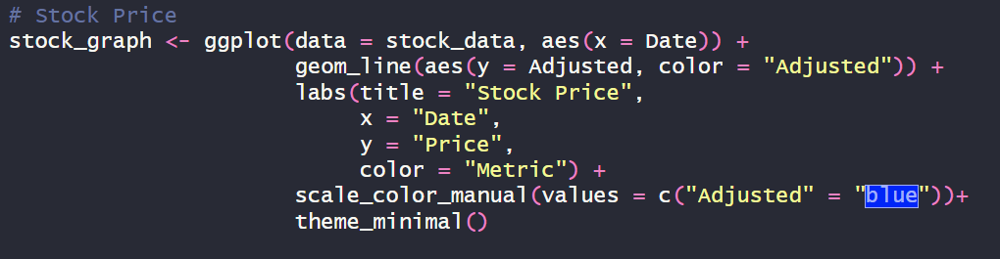 # Stock Price
stock_graph <- ggplot(data = stock_data, aes(x = Date)) +
geom_line(aes(y = Adjusted, color = "Adjusted")) +
labs(title = "Stock Price",
x = "Date",
y = "Price",
color = "Metric") +
scale_color_manual(values = c("Adjusted" = "blue"))+
theme_minimal()